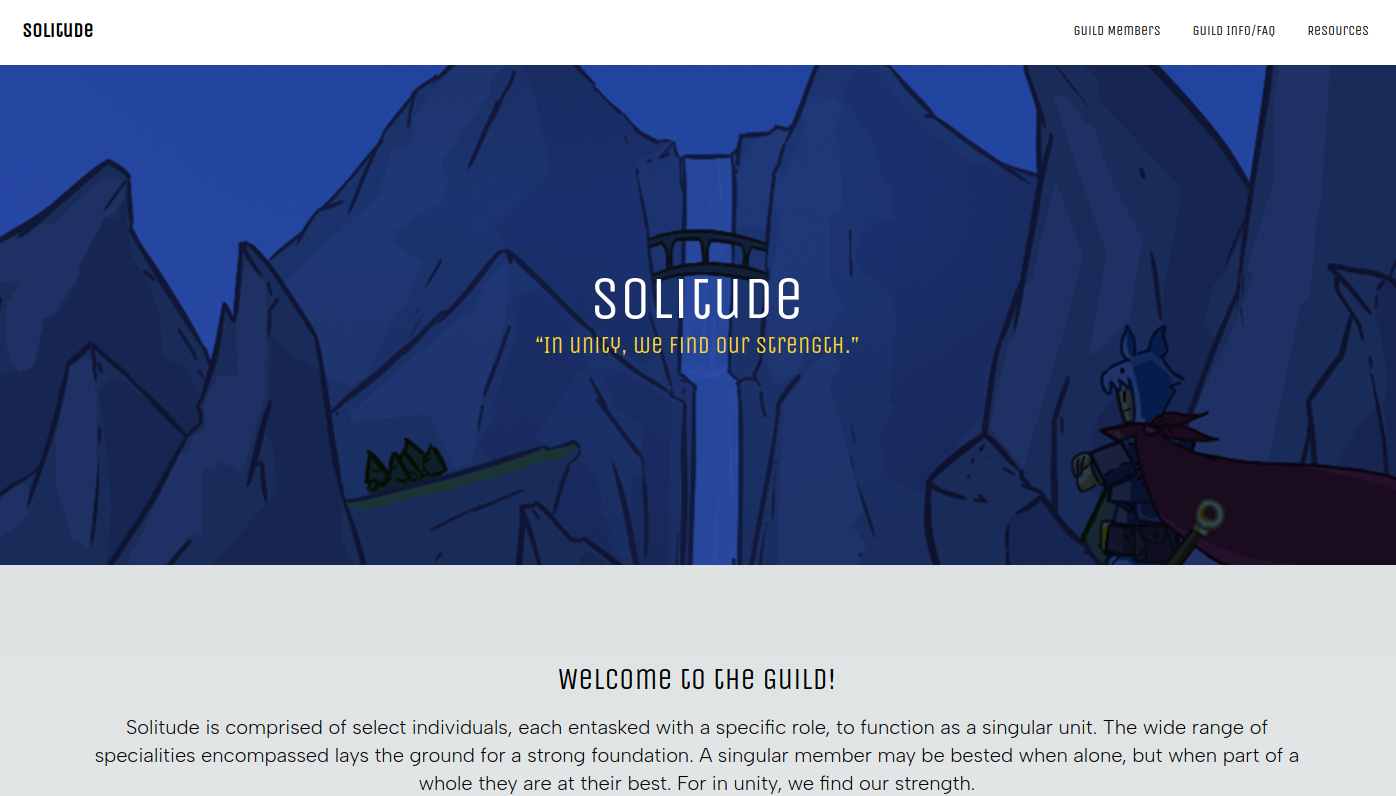 Solitude
Guild Members
Guild Info/FAQ
Resources
Solitude
“In unity, we find our strength.”
Welcome to the Guild!
Solitude is comprised of select individuals, each entasked with a specific role, to function as a singular unit. The wide range of
specialities encompassed lays the ground for a strong foundation. A singular member may be bested when alone, but when part of a
whole they are at their best. For in unity, we find our strength.